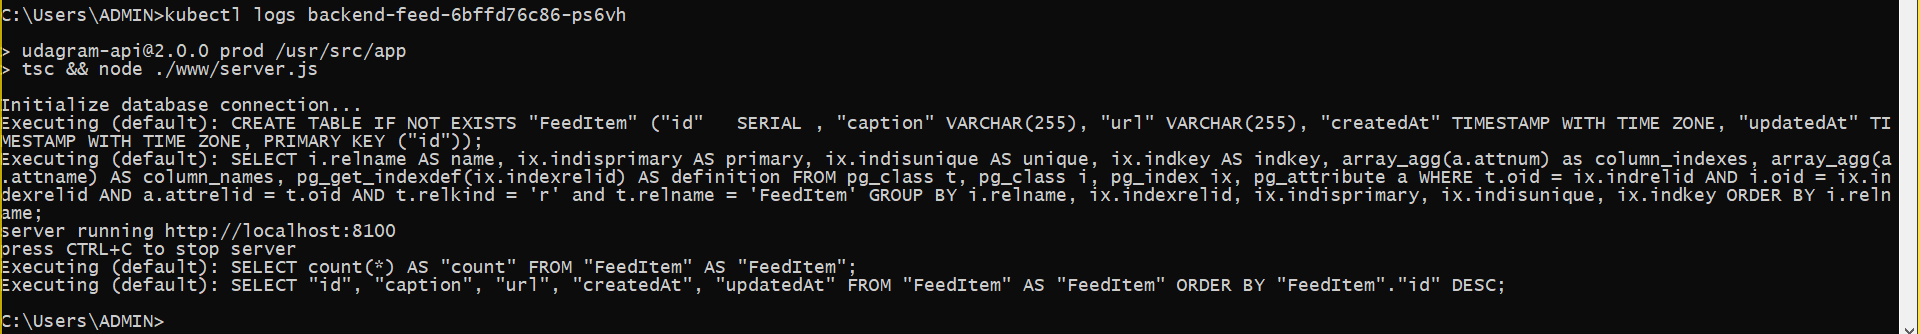 C:\Users\ADMIN>kubectl logs backend-feed-6bffd76c86-ps6vh
> udagram-api@2.0.0 prod /usr/src/app
> tsc && node ./www/server.js
Initialize database connection...
Executing (default): CREATE TABLE IF NOT EXISTS "FeedItem" ("id"   SERIAL , "caption" VARCHAR(255), "url" VARCHAR(255), "createdAt" TIMESTAMP WITH TIME ZONE, "updatedAt" TI
MESTAMP WITH TIME ZONE, PRIMARY KEY ("id"));
Executing (default): SELECT i.relname AS name, ix.indisprimary AS primary, ix.indisunique AS unique, ix.indkey AS indkey, array_agg(a.attnum) as column_indexes, array_agg(a
.attname) AS column_names, pg_get_indexdef(ix.indexrelid) AS definition FROM pg_class t, pg_class i, pg_index ix, pg_attribute a WHERE t.oid = ix.indrelid AND i.oid = ix.in
dexrelid AND a.attrelid = t.oid AND t.relkind = 'r' and t.relname = 'FeedItem' GROUP BY i.relname, ix.indexrelid, ix.indisprimary, ix.indisunique, ix.indkey ORDER BY i.reln
ame;
server running http://localhost:8100
press CTRL+C to stop server
Executing (default): SELECT count(*) AS "count" FROM "FeedItem" AS "FeedItem";
Executing (default): SELECT "id", "caption", "url", "createdAt", "updatedAt" FROM "FeedItem" AS "FeedItem" ORDER BY "FeedItem"."id" DESC;
C:\Users\ADMIN>